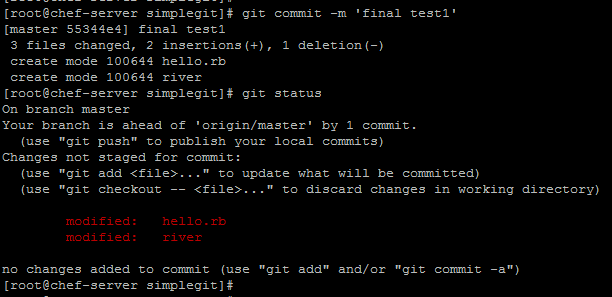 [root@chef-server simplegit]# git commit -m 'final test1'
[master 55344e4] final test1
 3 files changed, 2 insertions(+), 1 deletion(-)
 create mode 100644 hello.rb
 create mode 100644 river
[root@chef-server simplegit]# git status
On branch master
Your branch is ahead of 'origin/master' by 1 commit.
  (use "git push" to publish your local commits)
Changes not staged for commit:
  (use "git add <file>..." to update what will be committed)
  (use "git checkout -- <file>..." to discard changes in working directory)
        modified:   hello.rb
        modified:   river
no changes added to commit (use "git add" and/or "git commit -a")
[root@chef-server simplegit]#